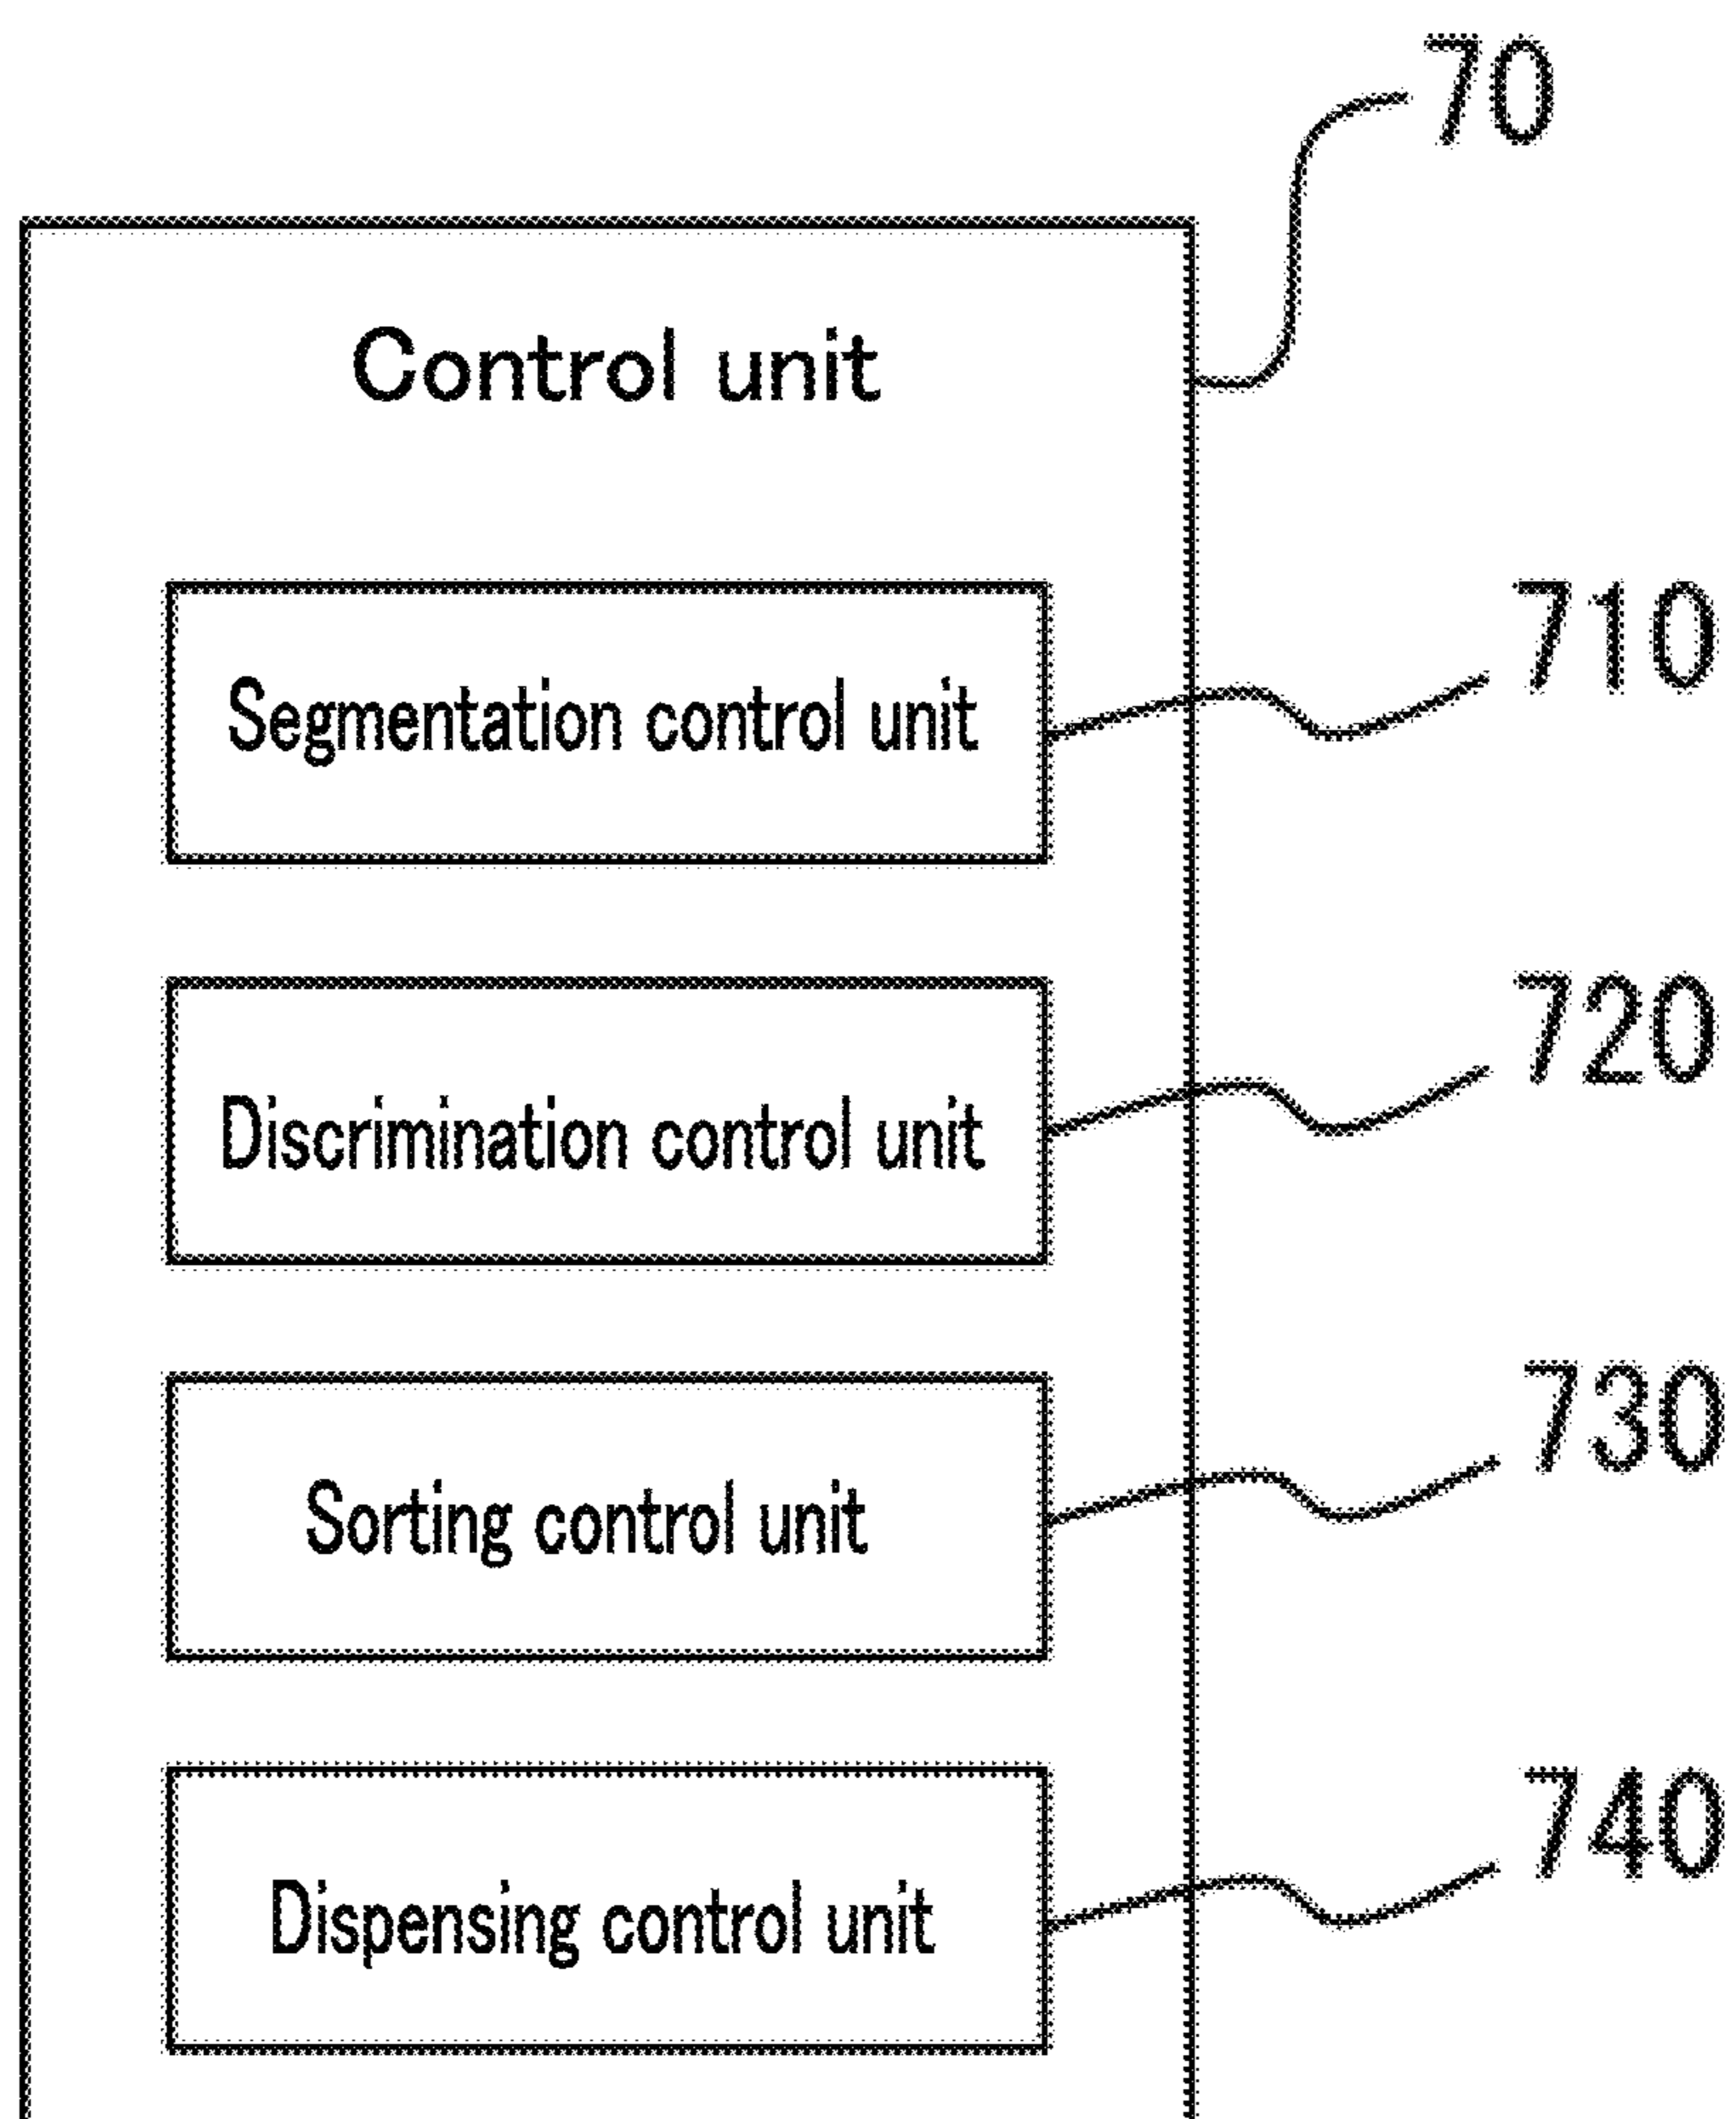 70
Control unit
710
Segmentation control unit
720
Discrimination control unit
730
Sorting control unit
740
Dispensing control unit